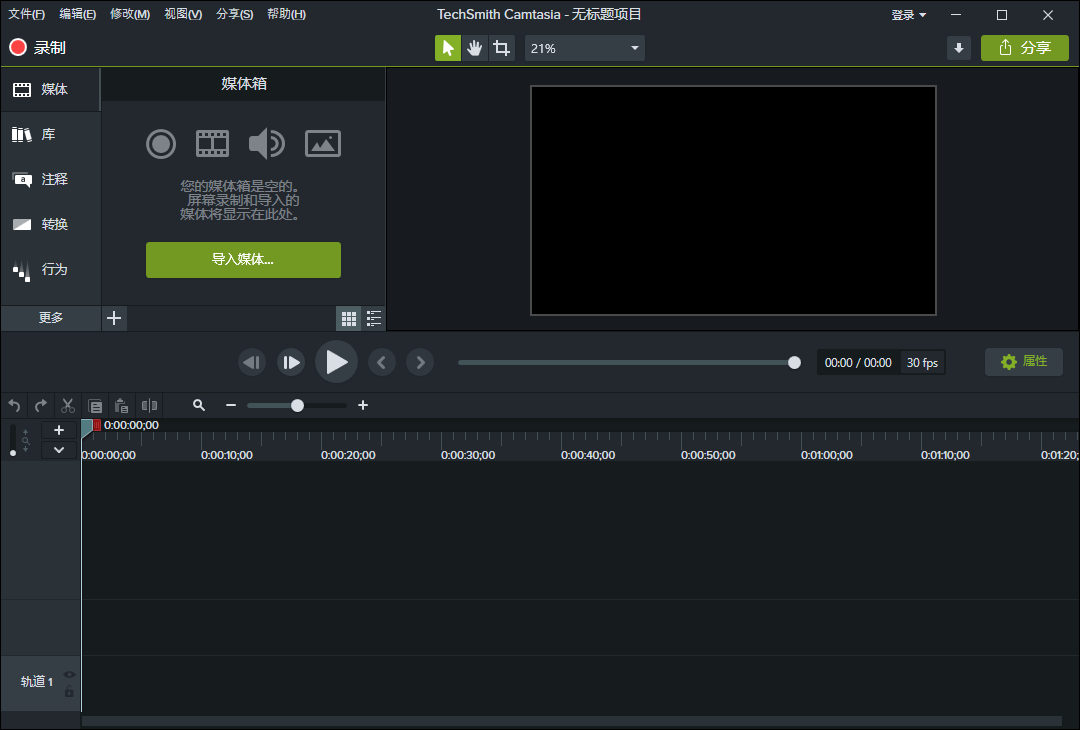 文件(F) 编辑(E) 修改(M) 视图(V) 分享(S) 帮助(H) TechSmith Camtasia - 无标题项目 登录
录制 21% 分享
媒体
库
注释
转换
行为
更多
媒体箱
您的媒体箱是空的。
屏幕录制和导入的
媒体将显示在此处。
导入媒体...
00:00 / 00:00 30 fps 属性
0:00:00;00
0:00:00;00 0:00:10;00 0:00:20;00 0:00:30;00 0:00:40;00 0:00:50;00 0:01:00;00 0:01:10;00 0:01:20;
轨道 1